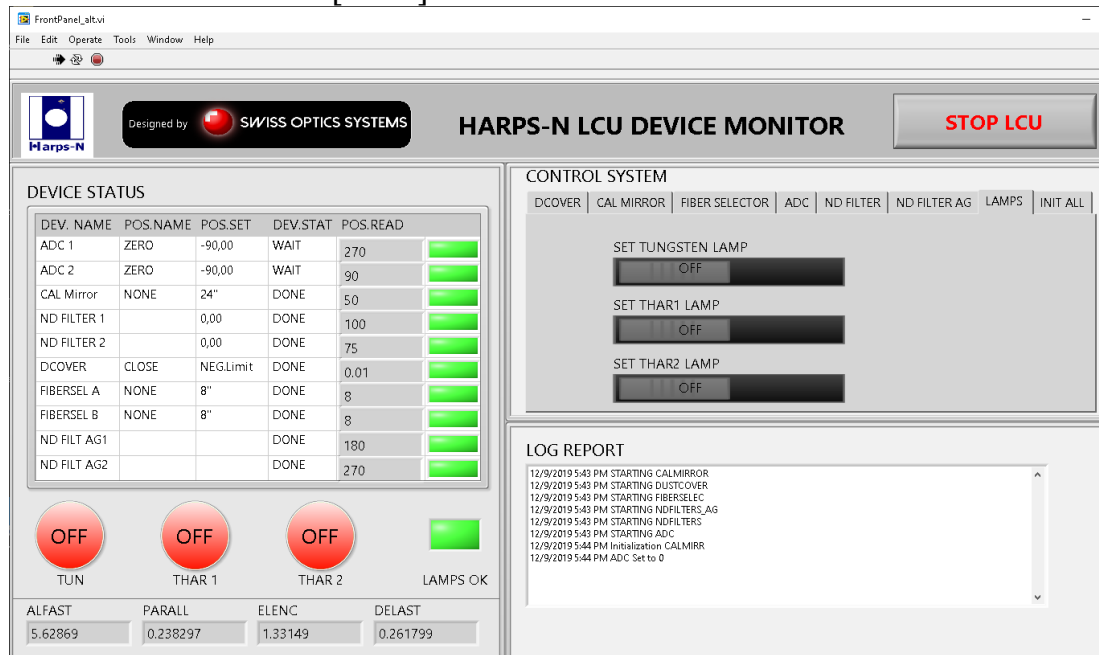 FrontPanel_alt.vi
File Edit Operate Tools Window Help
Harps-N
Designed by SWISS OPTICS SYSTEMS
HARPS-N LCU DEVICE MONITOR
STOP LCU
DEVICE STATUS
DEV. NAME POS.NAME POS.SET DEV.STAT POS.READ
ADC 1 ZERO -90,00 WAIT 270
ADC 2 ZERO -90,00 WAIT 90
CAL Mirror NONE 24" DONE 50
ND FILTER 1 0,00 DONE 100
ND FILTER 2 0,00 DONE 75
DCOVER CLOSE NEG.Limit DONE 0.01
FIBERSEL A NONE 8" DONE 8
FIBERSEL B NONE 8" DONE 8
ND FILT AG1 DONE 180
ND FILT AG2 DONE 270
OFF OFF OFF
TUN THAR 1 THAR 2 LAMPS OK
ALFAST PARALL ELENC DELAST
5.62869 0.238297 1.33149 0.261799
CONTROL SYSTEM
DCOVER CAL MIRROR FIBER SELECTOR ADC ND FILTER ND FILTER AG LAMPS INIT ALL
SET TUNGSTEN LAMP
OFF
SET THAR1 LAMP
OFF
SET THAR2 LAMP
OFF
LOG REPORT
12/9/2019 5:43 PM STARTING CALMIRROR
12/9/2019 5:43 PM STARTING DUSTCOVER
12/9/2019 5:43 PM STARTING FIBERSELEC
12/9/2019 5:43 PM STARTING NDFILTERS_AG
12/9/2019 5:43 PM STARTING NDFILTERS
12/9/2019 5:43 PM STARTING ADC
12/9/2019 5:44 PM Initialization CALMIRR
12/9/2019 5:44 PM ADC Set to 0